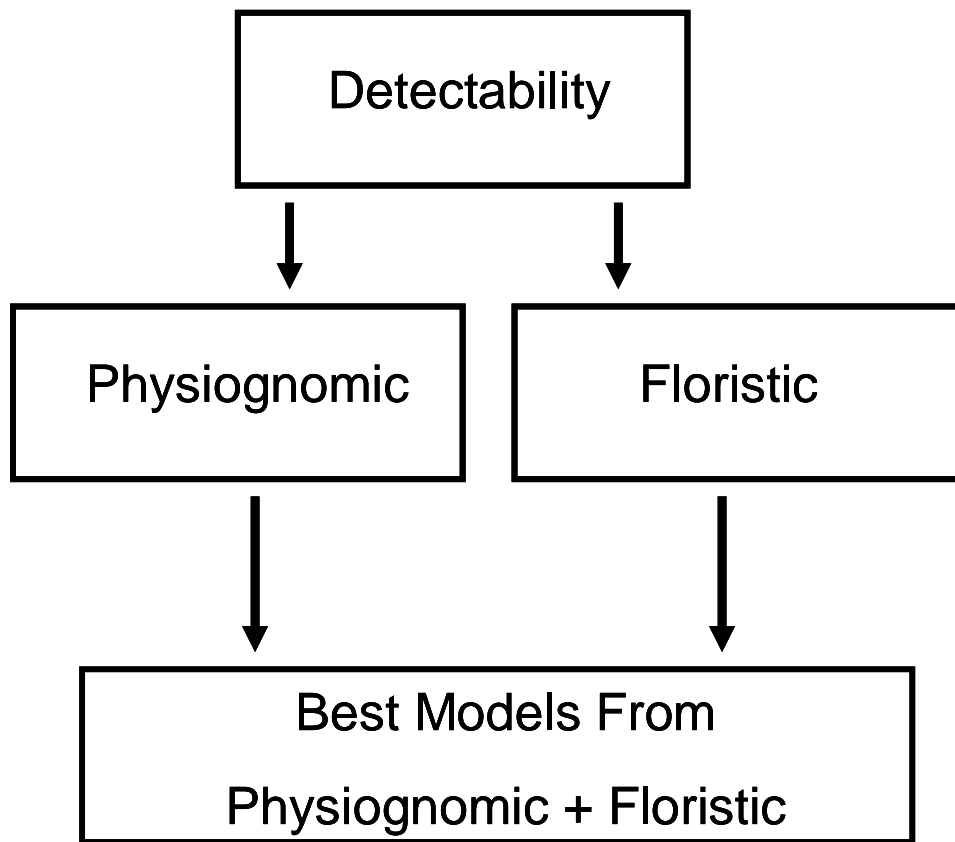 Detectability
Physiognomic
Floristic
Best Models From
Physiognomic + Floristic